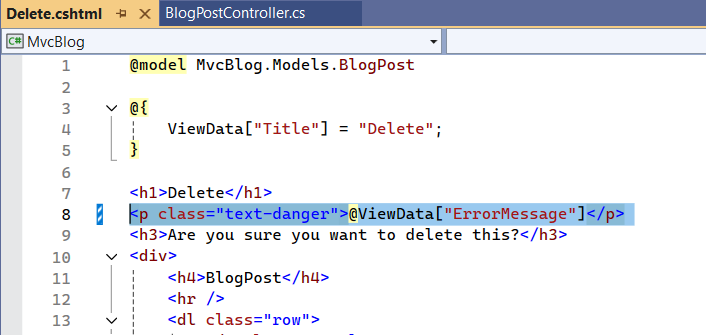 Delete.cshtml BlogPostController.cs
MvcBlog
1 @model MvcBlog.Models.BlogPost
2
3 @{
4 ViewData["Title"] = "Delete";
5 }
6
7 <h1>Delete</h1>
8 <p class="text-danger">@ViewData["ErrorMessage"]</p>
9 <h3>Are you sure you want to delete this?</h3>
10 <div>
11 <h4>BlogPost</h4>
12 <hr />
13 <dl class="row">